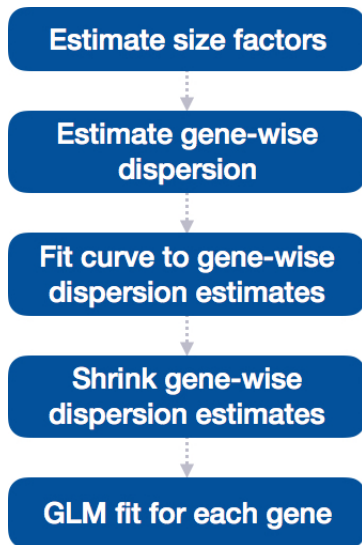 Estimate size factors
Estimate gene-wise
dispersion
Fit curve to gene-wise
dispersion estimates
Shrink gene-wise
dispersion estimates
GLM fit for each gene